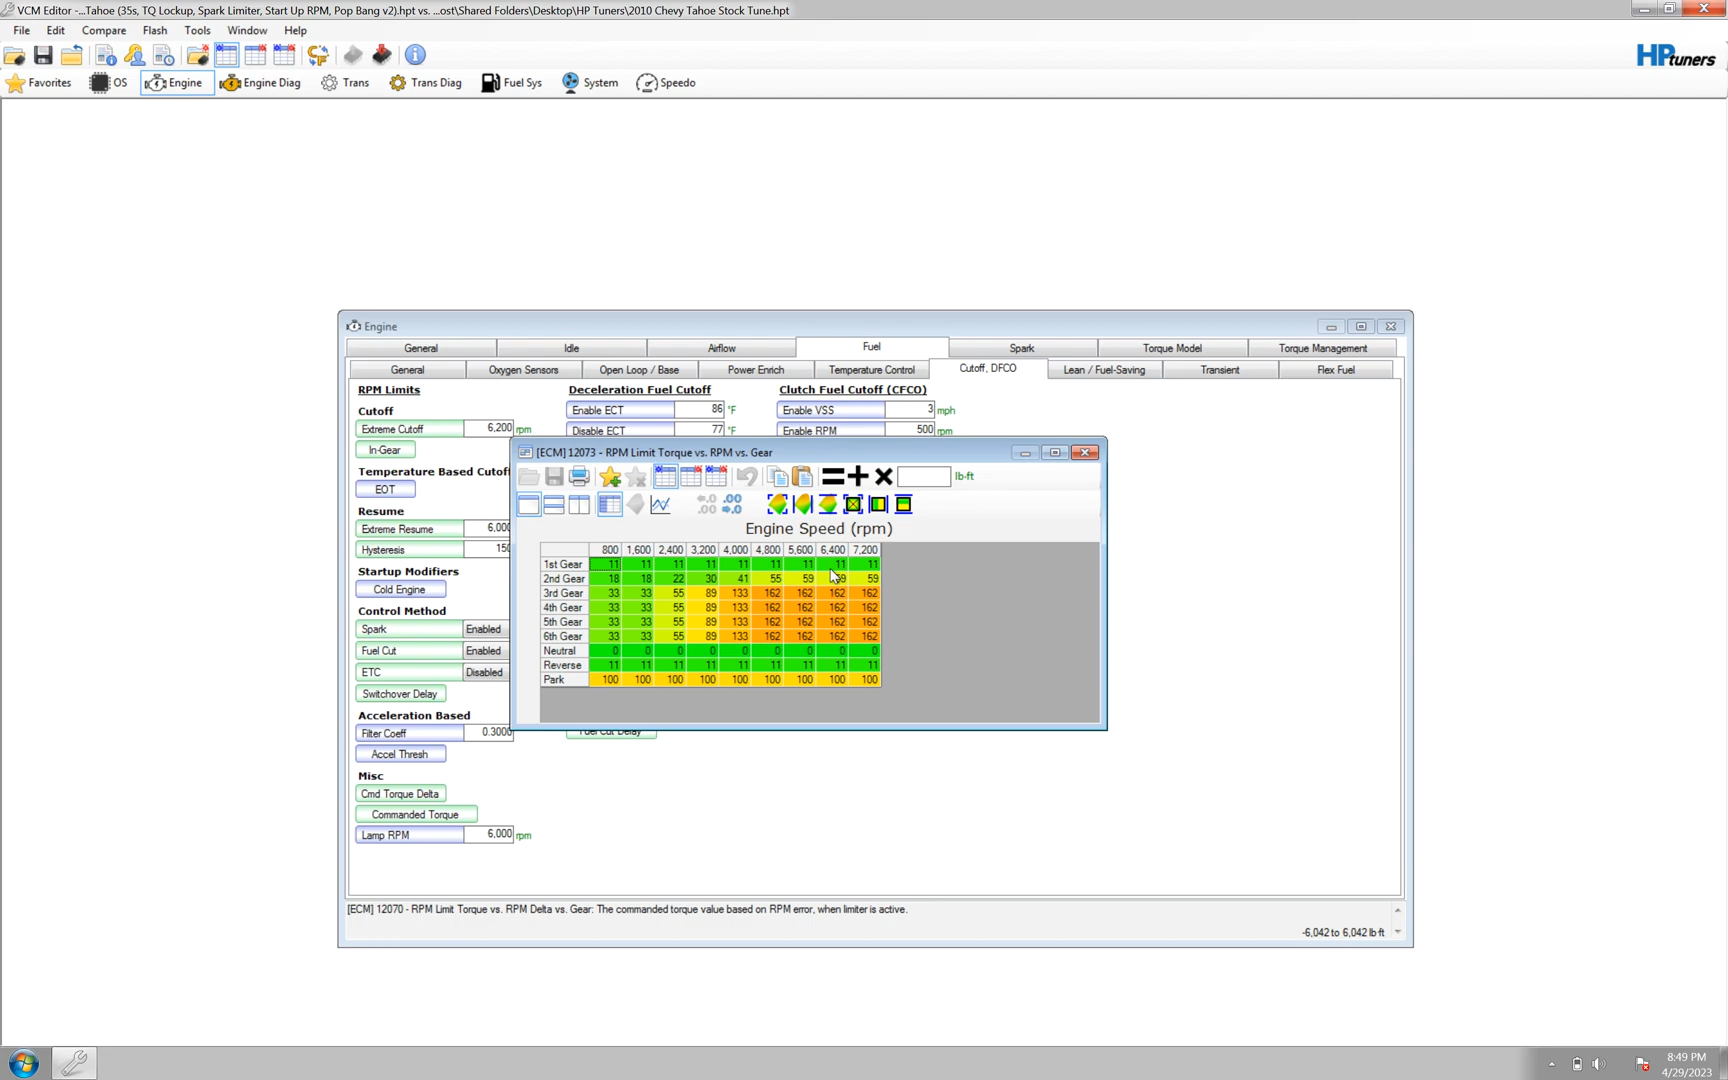 VCM Editor -...Tahoe (35s, TQ Lockup, Spark Limiter, Start Up RPM, Pop Bang v2).hpt vs. ...ost\Shared Folders\Desktop\HP Tuners\2010 Chevy Tahoe Stock Tune.hpt
File Edit Compare Flash Tools Window Help
HPtuners
Favorites OS Engine Engine Diag Trans Trans Diag Fuel Sys System Speedo
Engine
General Idle Airflow Fuel Spark Torque Model Torque Management
General Oxygen Sensors Open Loop / Base Power Enrich Temperature Control Cutoff, DFCO Lean / Fuel-Saving Transient Flex Fuel
RPM Limits Deceleration Fuel Cutoff Clutch Fuel Cutoff (CFCO)
Cutoff Enable ECT 86 °F Enable VSS 3 mph
Extreme Cutoff 6,200 rpm Disable ECT 77 °F Enable RPM 500 rpm
In-Gear
Temperature Based Cutoff
EOT
Resume
Extreme Resume 6,000
Hysteresis 150
Startup Modifiers
Cold Engine
Control Method
Spark Enabled
Fuel Cut Enabled
ETC Disabled
Switchover Delay
Acceleration Based
Filter Coeff 0.3000 Fuel Cut Delay
Accel Thresh
Misc
Cmd Torque Delta
Commanded Torque
Lamp RPM 6,000 rpm
[ECM] 12073 - RPM Limit Torque vs. RPM vs. Gear
lb-ft
Engine Speed (rpm)
800 1,600 2,400 3,200 4,000 4,800 5,600 6,400 7,200
1st Gear 11 11 11 11 11 11 11 11 11
2nd Gear 18 18 22 30 41 55 59 59
3rd Gear 33 33 55 89 133 162 162 162 162
4th Gear 33 33 55 89 133 162 162 162 162
5th Gear 33 33 55 89 133 162 162 162 162
6th Gear 33 33 55 89 133 162 162 162 162
Neutral 0 0 0 0 0 0 0 0 0
Reverse 11 11 11 11 11 11 11 11 11
Park 100 100 100 100 100 100 100 100 100
[ECM] 12070 - RPM Limit Torque vs. RPM Delta vs. Gear: The commanded torque value based on RPM error, when limiter is active.
-6,042 to 6,042 lb ft
8:49 PM
4/29/2023